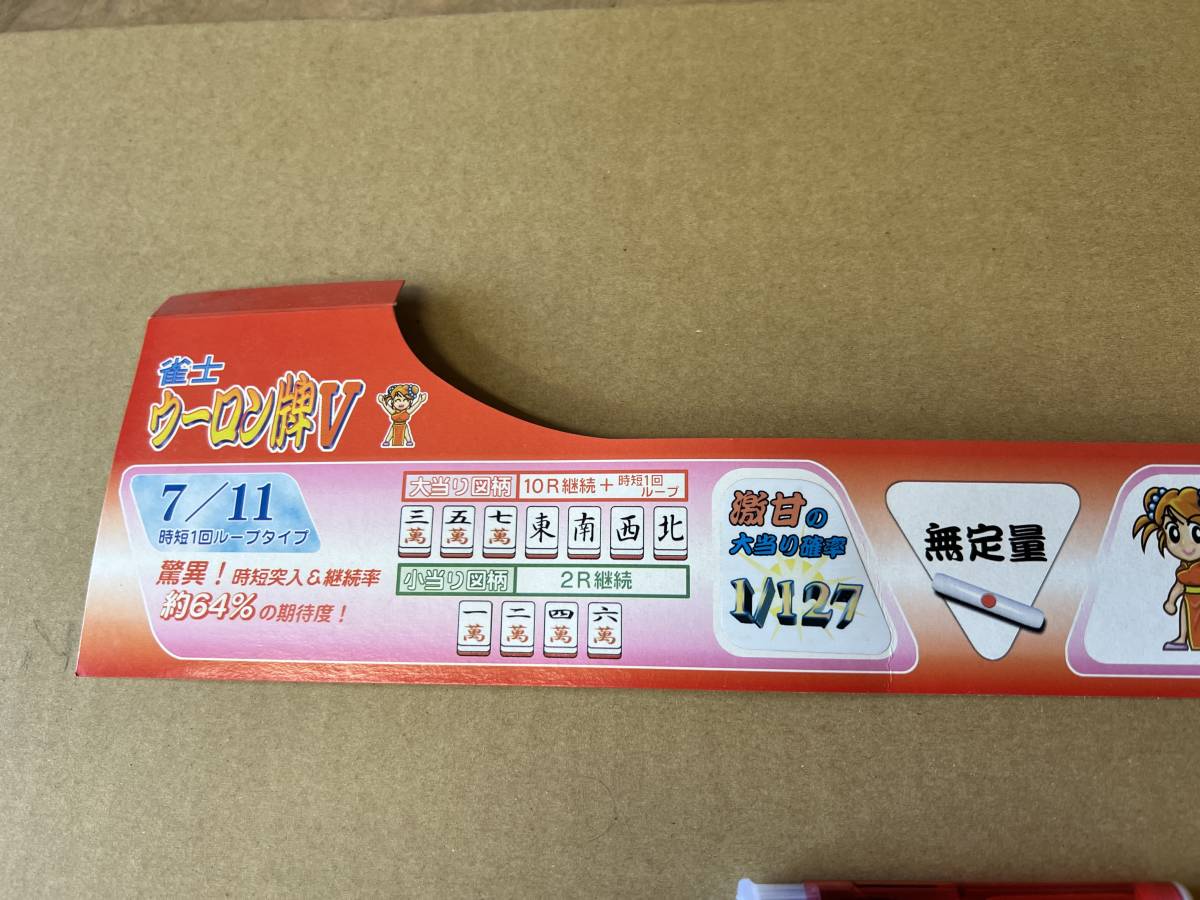 雀士
ウーロン牌V
7/11
時短1回ループタイプ
驚異!時短突入&継続率
約64%の期待度!
大当り図柄 10R継続+時短1回ループ
三萬 五萬 七萬 東 南 西 北
小当り図柄 2R継続
一萬 二萬 四萬 六萬
激甘の
大当り確率
1/127
無定量